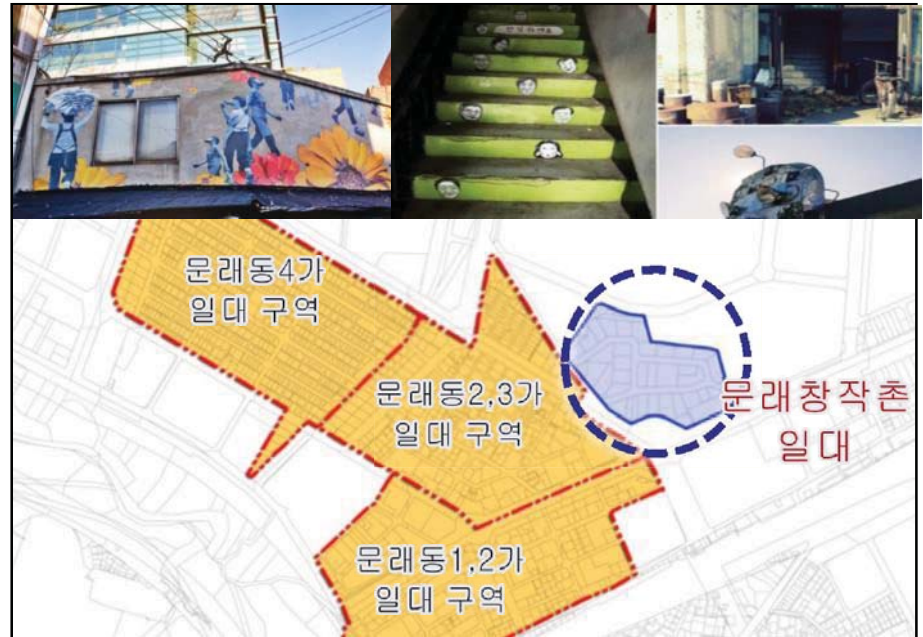 문래동4가
일대 구역
문래동2,3가
일대 구역
문래창작촌
일대
문래동1,2가
일대 구역